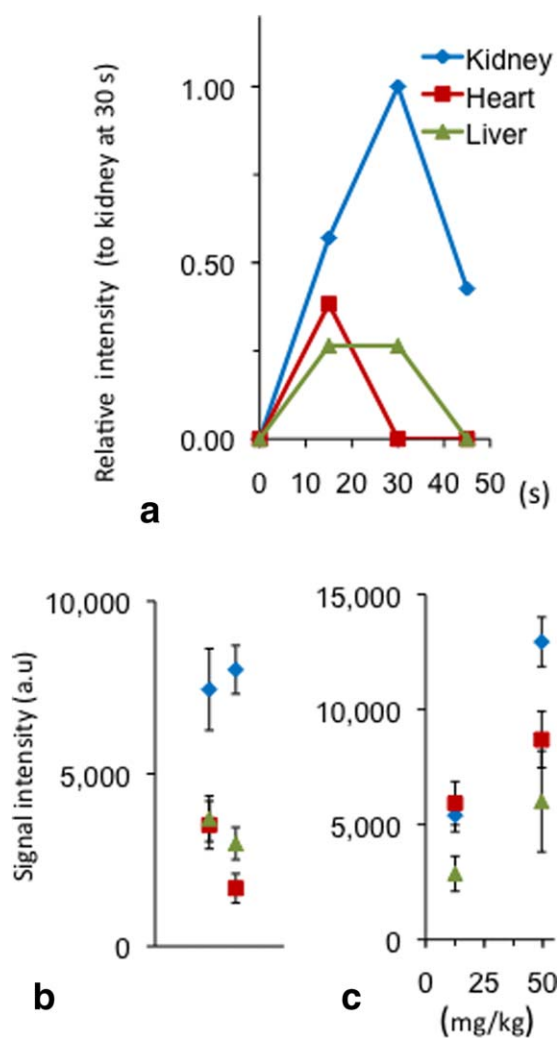 Relative intensity (to kidney at 30 s)
1.00
0.50
0.00
Kidney
Heart
Liver
0 10 20 30 40 50 (s)
a
Signal intensity (a.u)
10,000
5,000
0
b
15,000
10,000
5,000
0
0 25 50
(mg/kg)
c